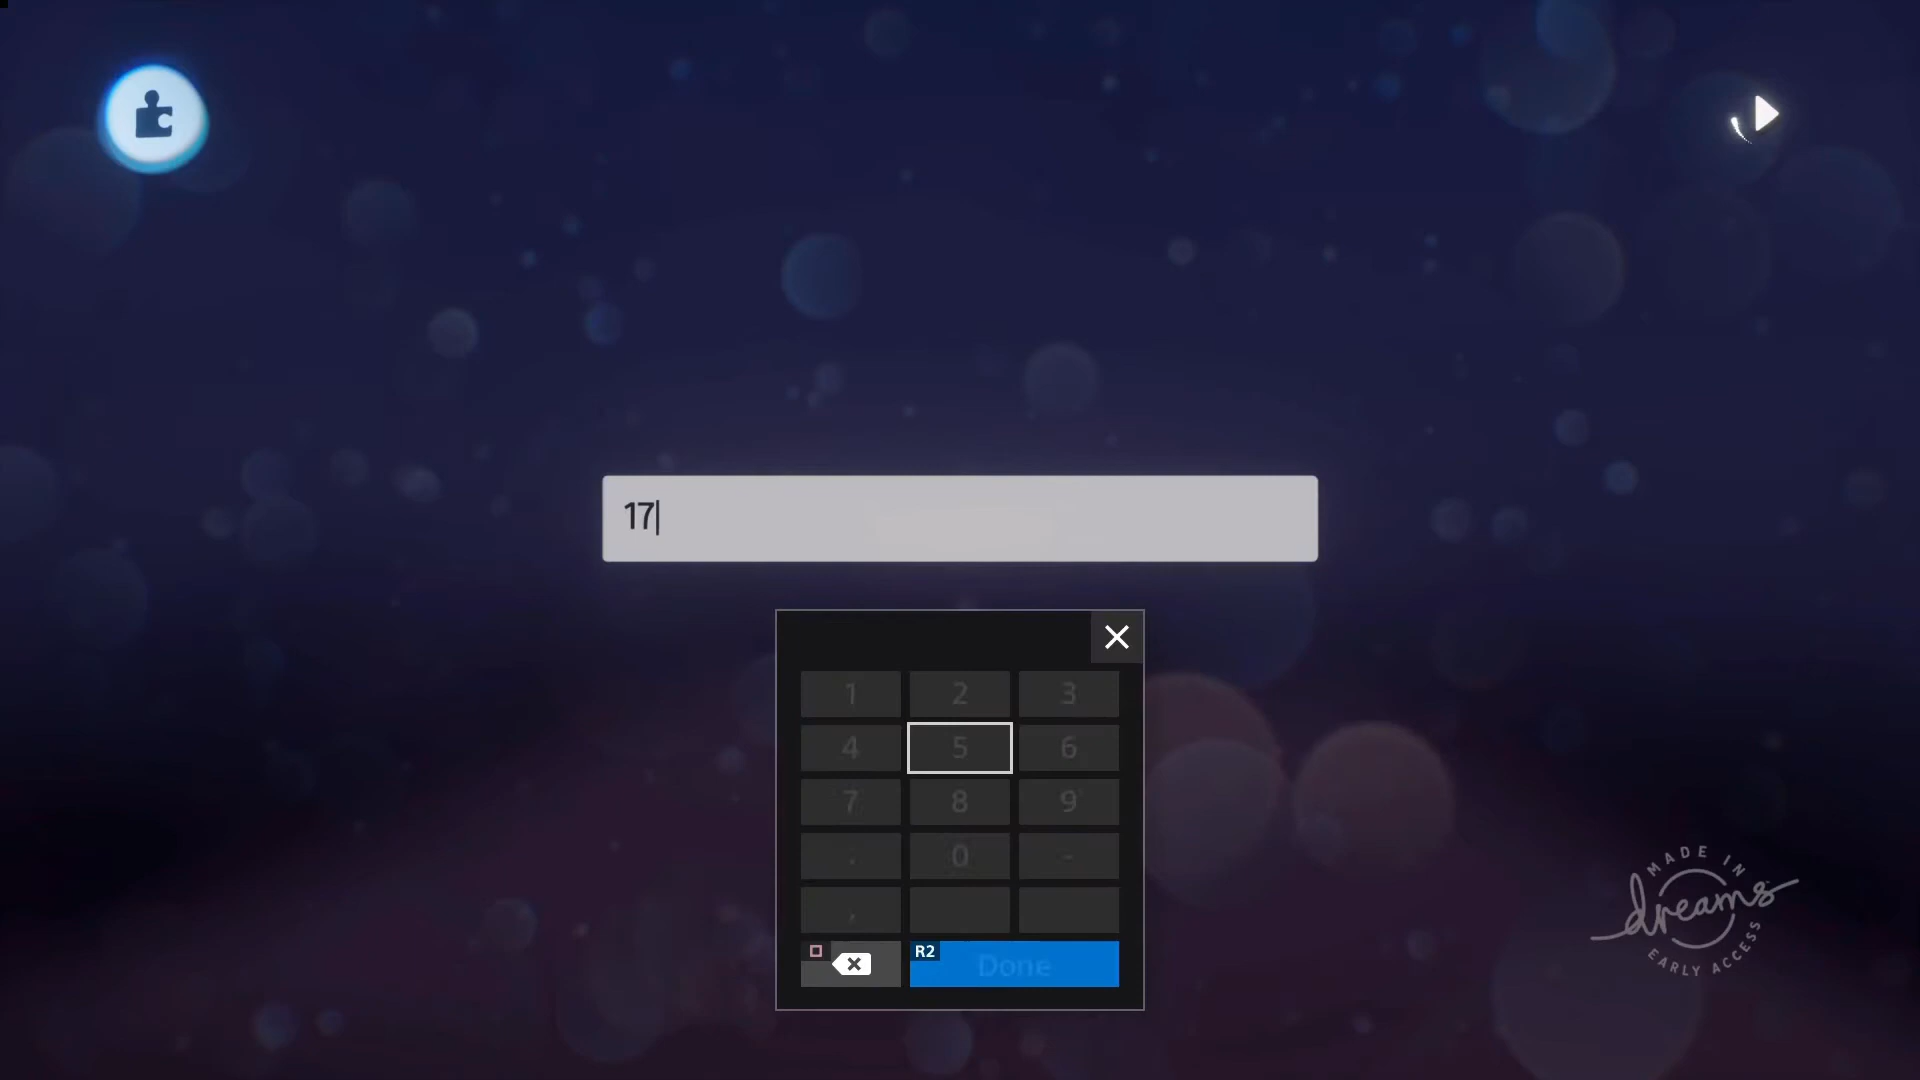 17
1 2 3
4 5 6
7 8 9
. 0 -
,
R2 Done
MADE IN
dreams
EARLY ACCESS